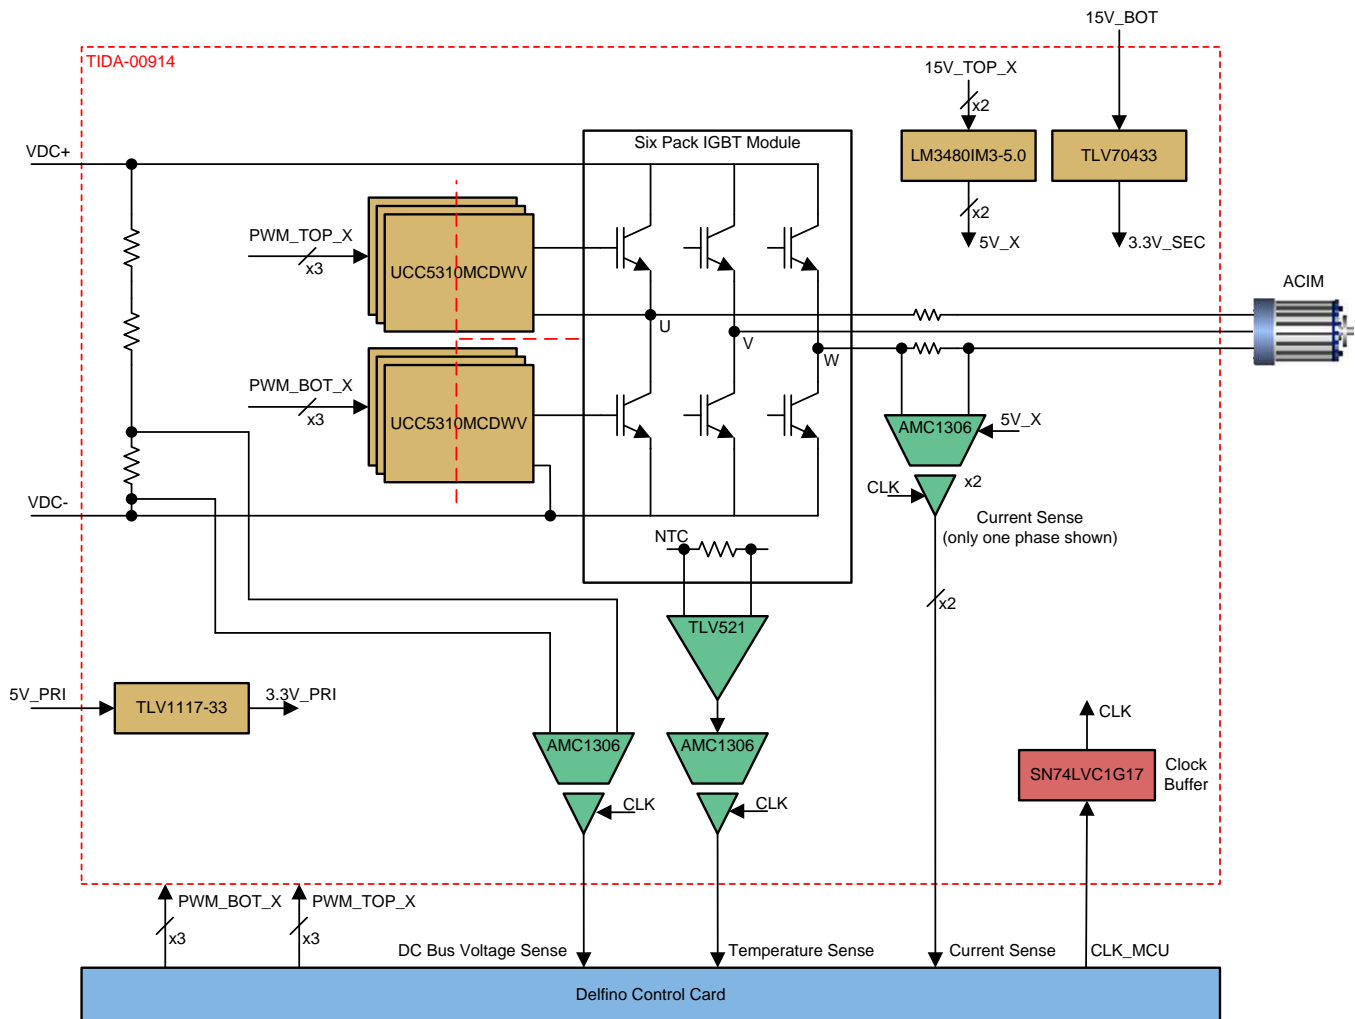 15V_BOT
TIDA-00914
15V_TOP_X
x2
VDC+
Six Pack IGBT Module
LM3480IM3-5.0
TLV70433
x2
PWM_TOP_X
x3
UCC5310MCDWV
5V_X
3.3V_SEC
ACIM
U
V
W
PWM_BOT_X
x3
UCC5310MCDWV
AMC1306
5V_X
CLK
x2
VDC-
Current Sense
(only one phase shown)
NTC
x2
TLV521
5V_PRI
TLV1117-33
3.3V_PRI
CLK
AMC1306
AMC1306
SN74LVC1G17
Clock
Buffer
CLK
CLK
PWM_BOT_X
PWM_TOP_X
x3
x3
DC Bus Voltage Sense
Temperature Sense
Current Sense
CLK_MCU
Delfino Control Card